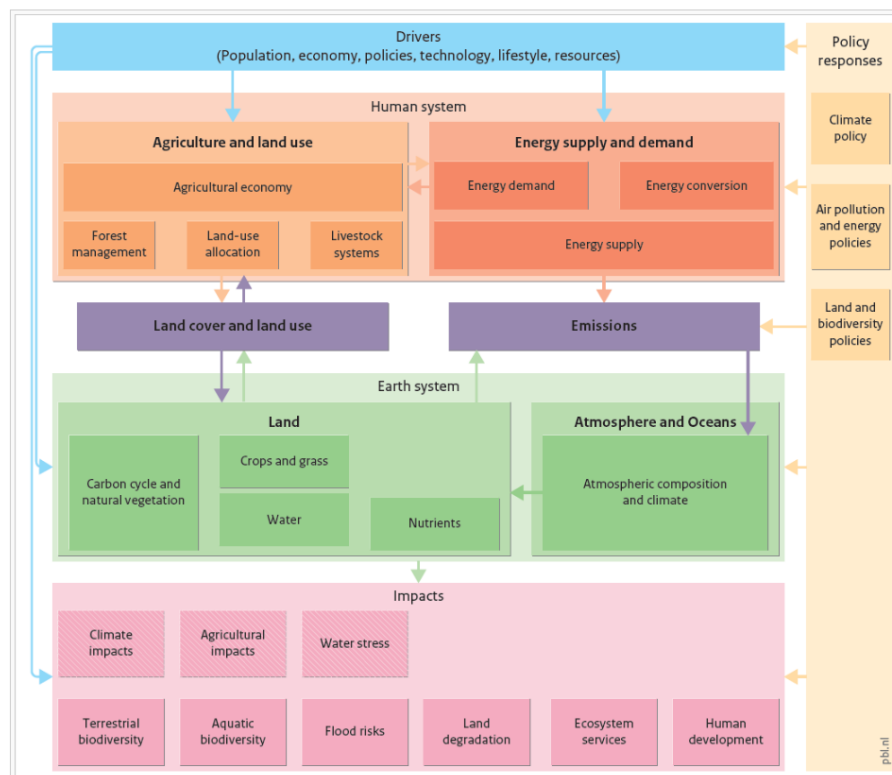 Drivers
(Population, economy, policies, technology, lifestyle, resources)
Policy
responses
Human system
Agriculture and land use
Energy supply and demand
Climate
policy
Agricultural economy
Energy demand
Energy conversion
Air pollution
and energy
policies
Forest
management
Land-use
allocation
Livestock
systems
Energy supply
Land cover and land use
Emissions
Land and
biodiversity
policies
Earth system
Land
Atmosphere and Oceans
Carbon cycle and
natural vegetation
Crops and grass
Water
Nutrients
Atmospheric composition
and climate
Impacts
Climate
impacts
Agricultural
impacts
Water stress
Terrestrial
biodiversity
Aquatic
biodiversity
Flood risks
Land
degradation
Ecosystem
services
Human
development
pbl.nl